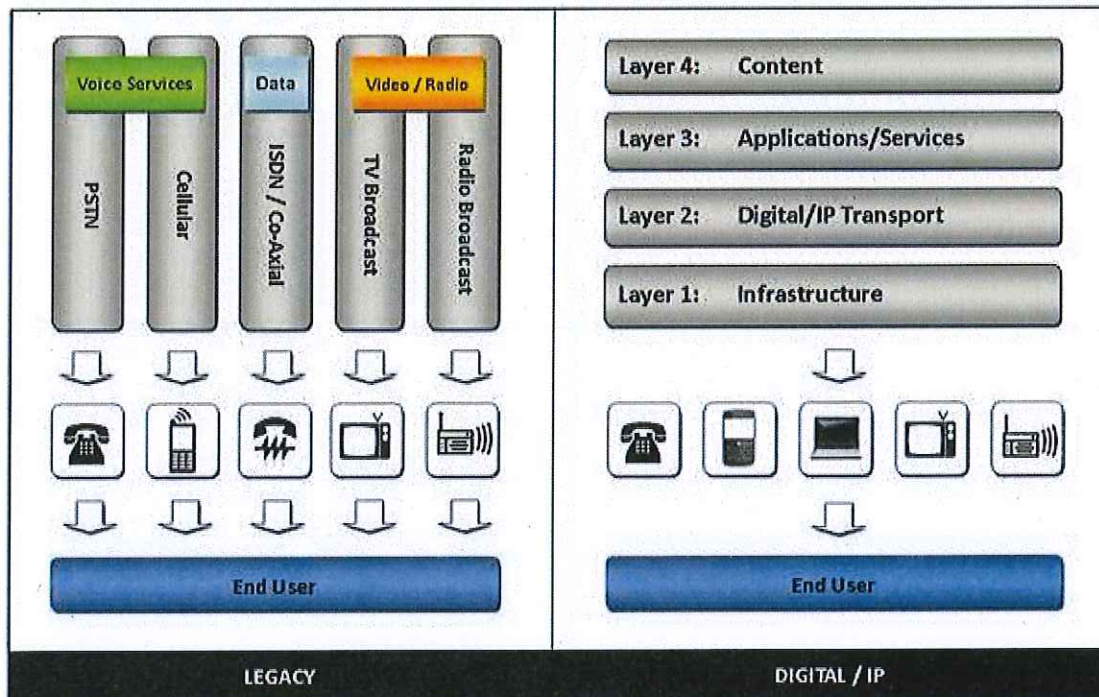 Voice Services
Data
Video / Radio
PSTN
Cellular
ISDN / Co-Axial
TV Broadcast
Radio Broadcast
End User
LEGACY
Layer 4: Content
Layer 3: Applications/Services
Layer 2: Digital/IP Transport
Layer 1: Infrastructure
End User
DIGITAL / IP